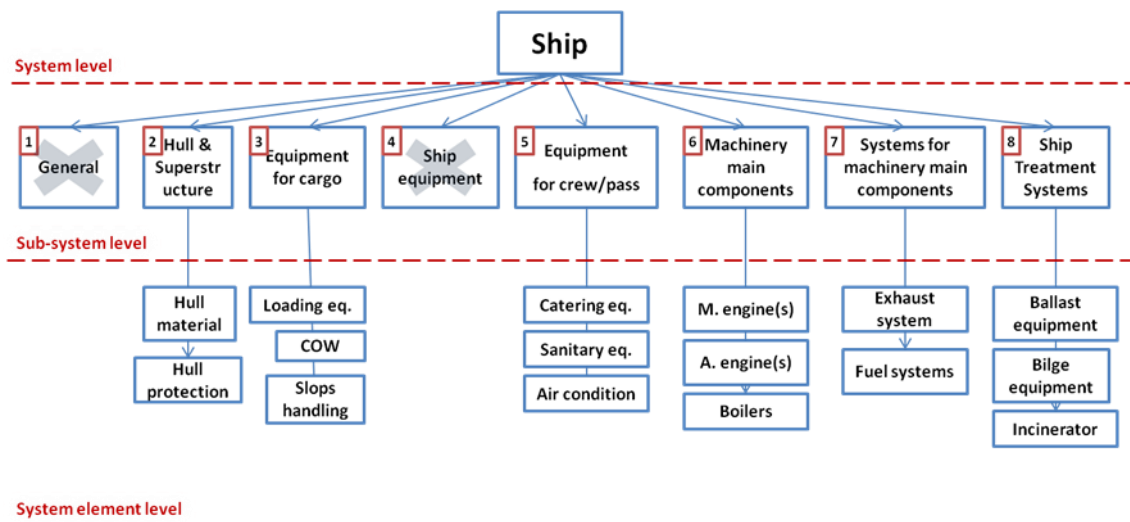 Ship
System level
1
General
2
Hull &
Superstr
ucture
3
Equipment
for cargo
4
Ship
equipment
5
Equipment
for crew/pass
6
Machinery
main
components
7
Systems for
machinery main
components
8
Ship
Treatment
Systems
Sub-system level
Hull
material
Hull
protection
Loading eq.
COW
Slops
handling
Catering eq.
Sanitary eq.
Air condition
M. engine(s)
A. engine(s)
Boilers
Exhaust
system
Fuel systems
Ballast
equipment
Bilge
equipment
Incinerator
System element level